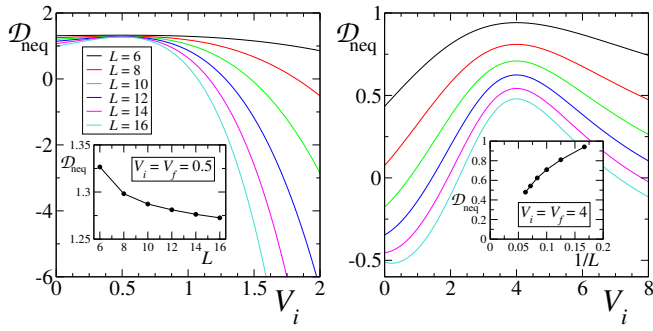 𝒟neq
2
0
-2
-4
-6
L = 6
L = 8
L = 10
L = 12
L = 14
L = 16
1.35
𝒟neq
1.3
1.25
Vi = Vf = 0.5
6 8 10 12 14 16
L
0 0.5 1 1.5 2
Vi
1
𝒟neq
0.5
0
-0.5
1
0.8
0.6
0.4
𝒟neq
0.2
0
Vi = Vf = 4
0 0.05 0.1 0.15 0.2
1/L
0 2 4 6 8
Vi